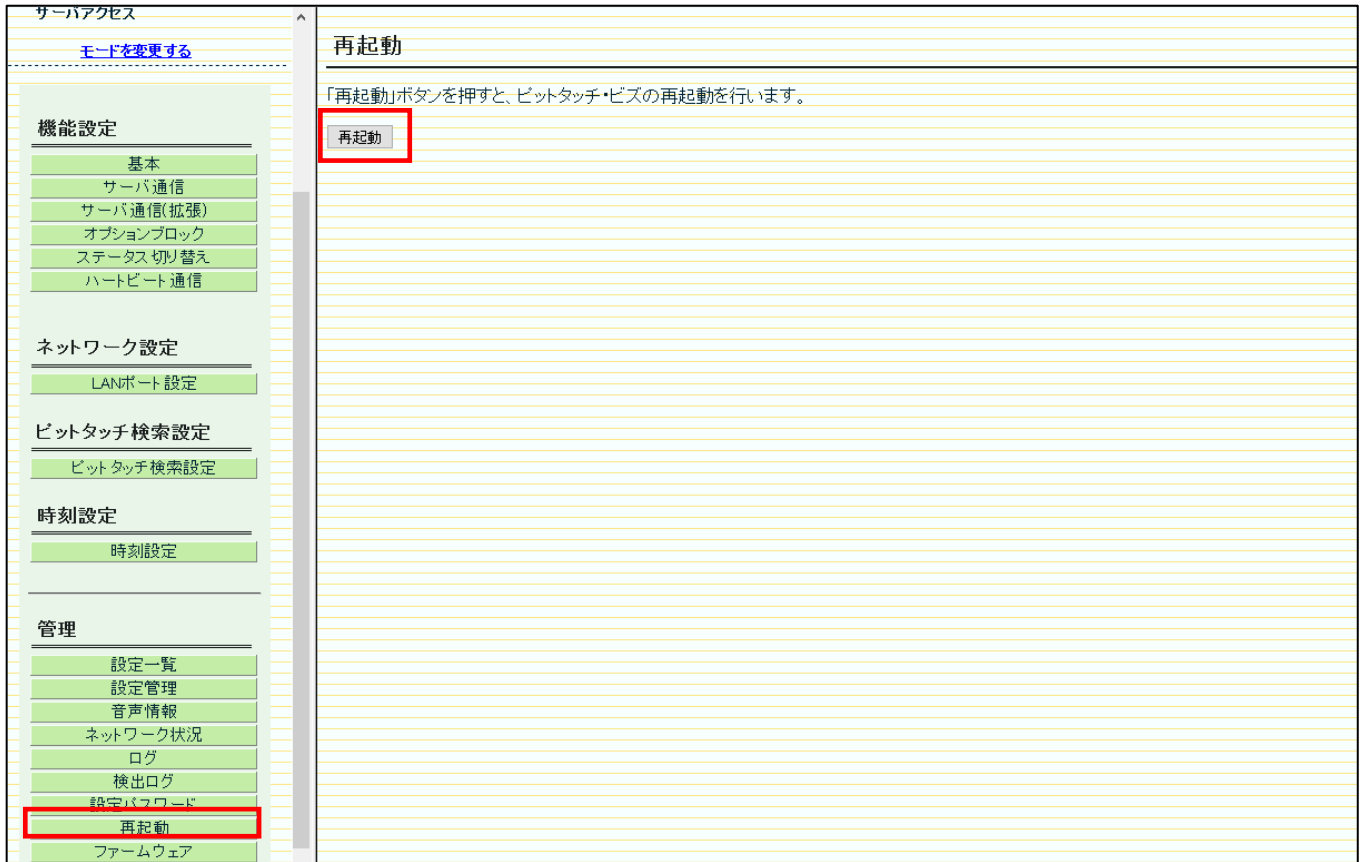 サーバアクセス
モードを変更する
機能設定
基本
サーバ通信
サーバ通信(拡張)
オプションブロック
ステータス切り替え
ハートビート通信
ネットワーク設定
LANポート設定
ピットタッチ検索設定
ピットタッチ検索設定
時刻設定
時刻設定
管理
設定一覧
設定管理
音声情報
ネットワーク状況
ログ
検出ログ
設定パスワード
再起動
ファームウェア
再起動
「再起動」ボタンを押すと、ピットタッチ・ビズの再起動を行います。
再起動